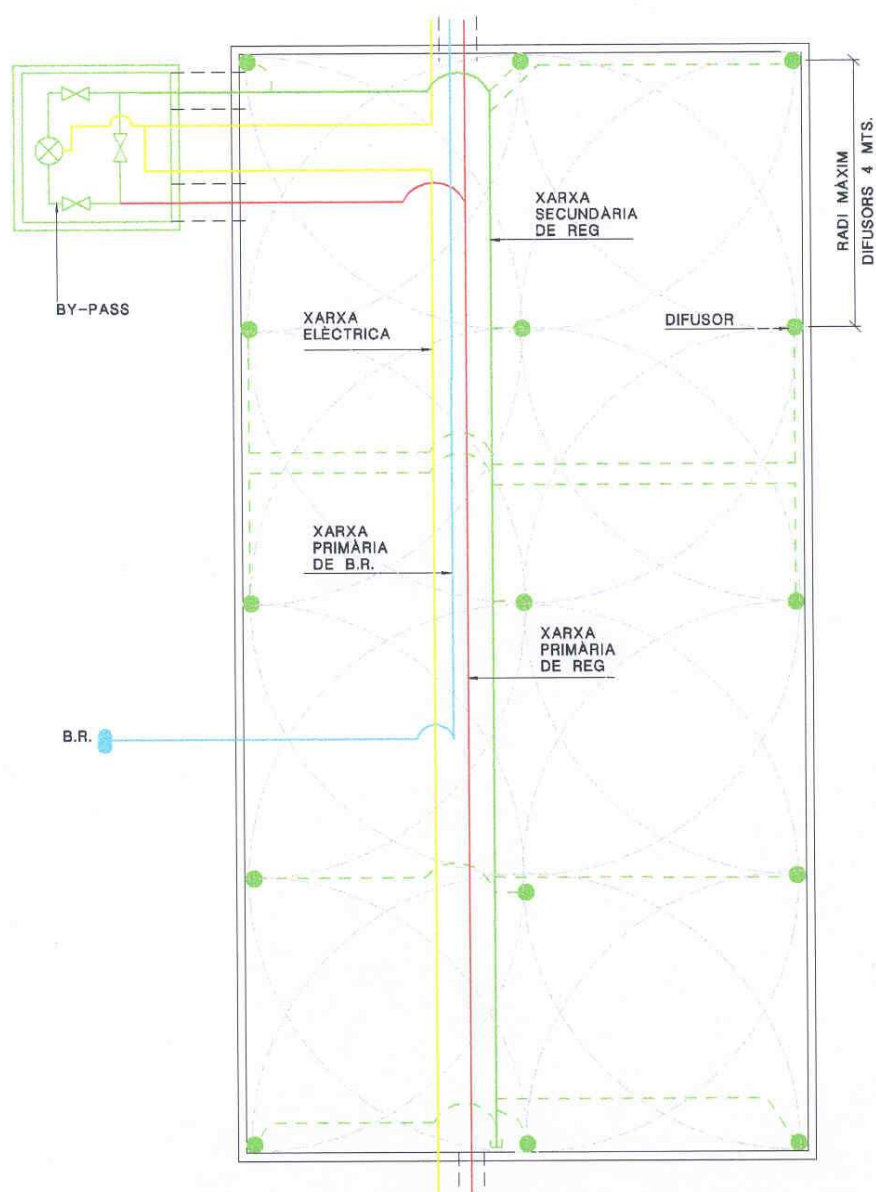 XARXA
SECUNDÀRIA
DE REG
RADI MÀXIM
DIFUSORS 4 MTS.
BY-PASS
XARXA
ELÈCTRICA
DIFUSOR
XARXA
PRIMÀRIA
DE B.R.
XARXA
PRIMÀRIA
DE REG
B.R.